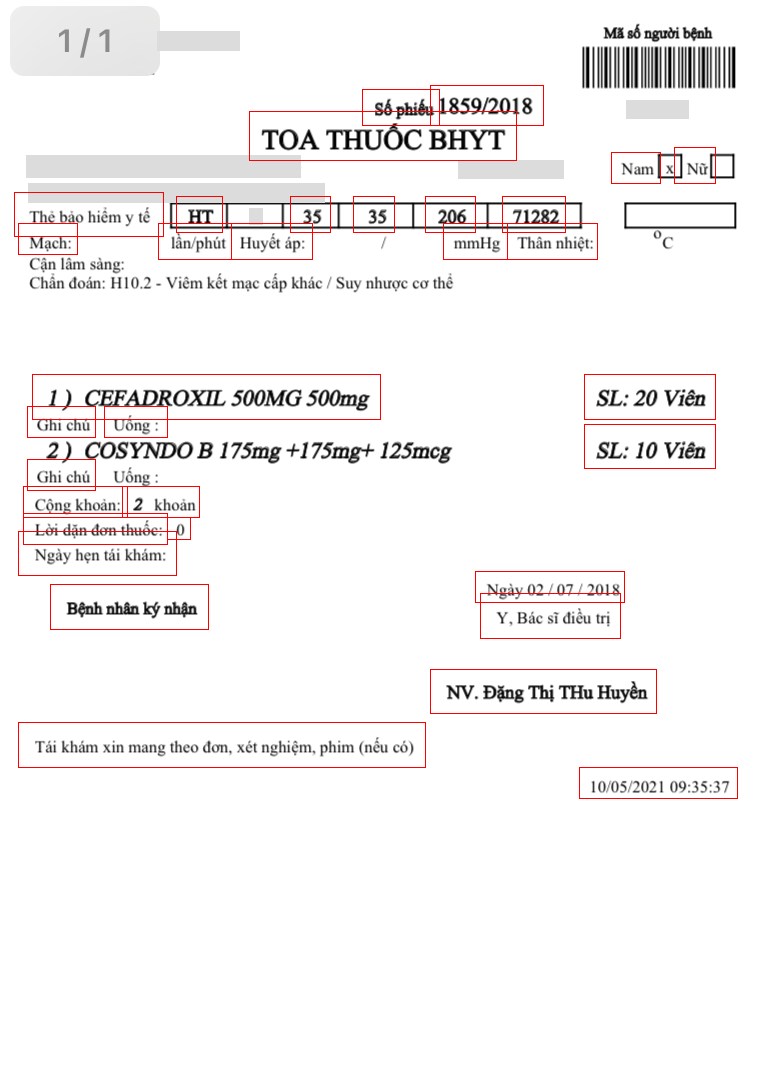 1/1
Mã số người bệnh
Số phiếu 1859/2018
TOA THUỐC BHYT
Nam x Nữ
Thẻ bảo hiểm y tế HT 35 35 206 71282
Mạch: lần/phút Huyết áp: / mmHg Thân nhiệt: °C
Cận lâm sàng:
Chẩn đoán: H10.2 - Viêm kết mạc cấp khác / Suy nhược cơ thể
1 ) CEFADROXIL 500MG 500mg SL: 20 Viên
Ghi chú Uống :
2 ) COSYNDO B 175mg +175mg+ 125mcg SL: 10 Viên
Ghi chú Uống :
Cộng khoản: 2 khoản
Lời dặn đơn thuốc: 0
Ngày hẹn tái khám:
Ngày 02 / 07 / 2018
Bệnh nhân ký nhận Y, Bác sĩ điều trị
NV. Đặng Thị THu Huyền
Tái khám xin mang theo đơn, xét nghiệm, phim (nếu có)
10/05/2021 09:35:37